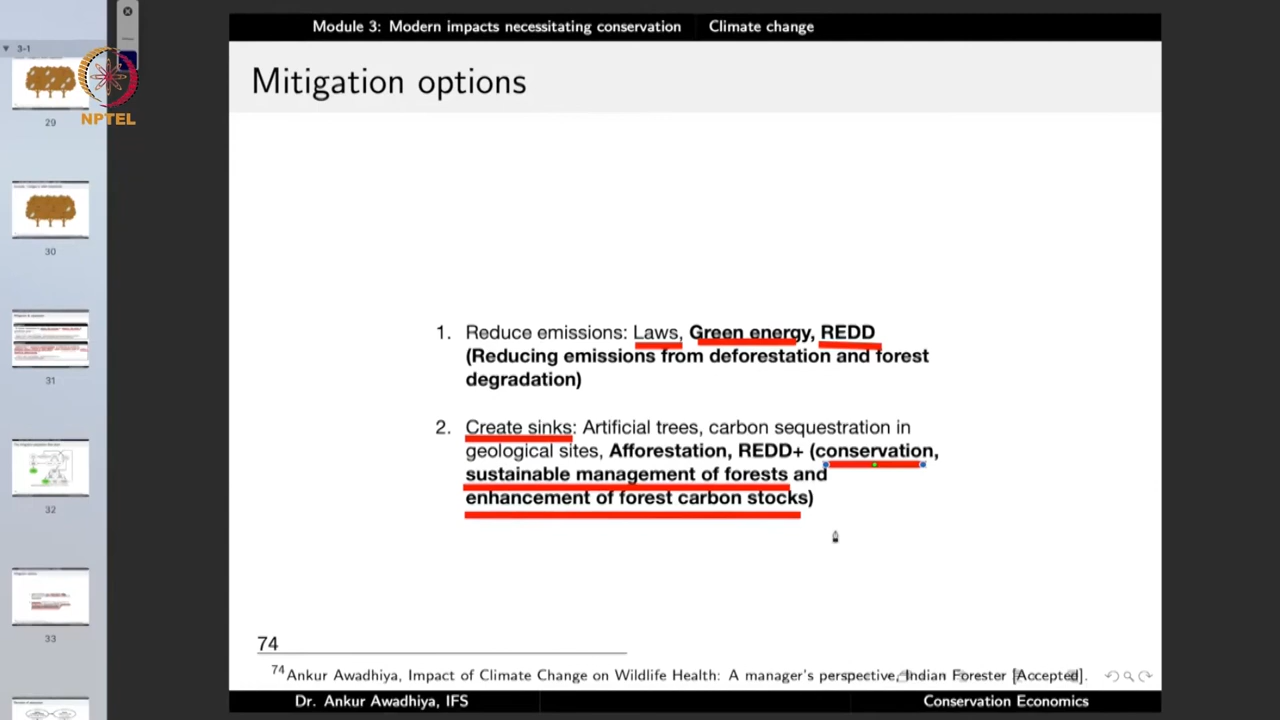 Module 3: Modern impacts necessitating conservation Climate change
Mitigation options
3-1
NPTEL
29
30
31
32
33
1. Reduce emissions: Laws, Green energy, REDD
(Reducing emissions from deforestation and forest
degradation)
2. Create sinks: Artificial trees, carbon sequestration in
geological sites, Afforestation, REDD+ (conservation,
sustainable management of forests and
enhancement of forest carbon stocks)
74
74 Ankur Awadhiya, Impact of Climate Change on Wildlife Health: A manager's perspective, Indian Forester [Accepted].
Dr. Ankur Awadhiya, IFS Conservation Economics